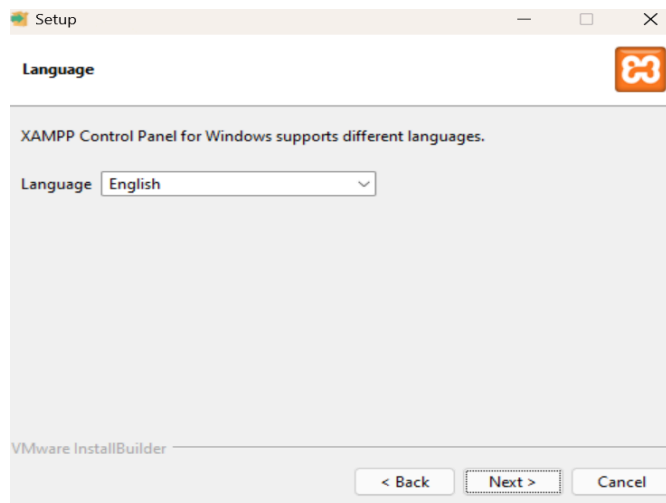 Setup
Language
XAMPP Control Panel for Windows supports different languages.
Language English
VMware InstallBuilder
< Back Next > Cancel